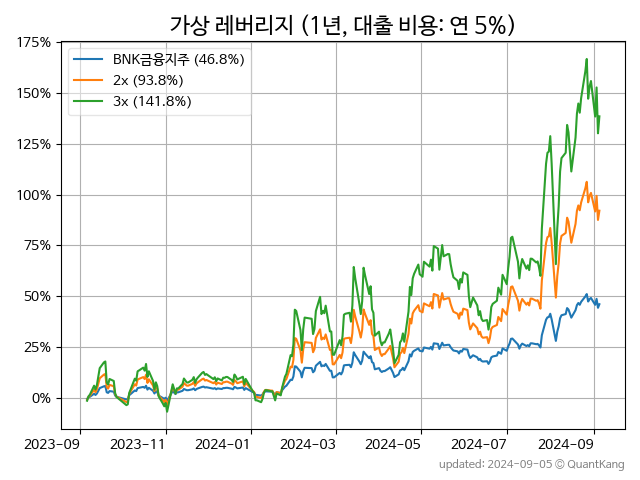 가상 레버리지 (1년, 대출 비용: 연 5%)
BNK금융지주 (46.8%)
2x (93.8%)
3x (141.8%)
175%
150%
125%
100%
75%
50%
25%
0%
2023-09 2023-11 2024-01 2024-03 2024-05 2024-07 2024-09
updated: 2024-09-05 © QuantKang